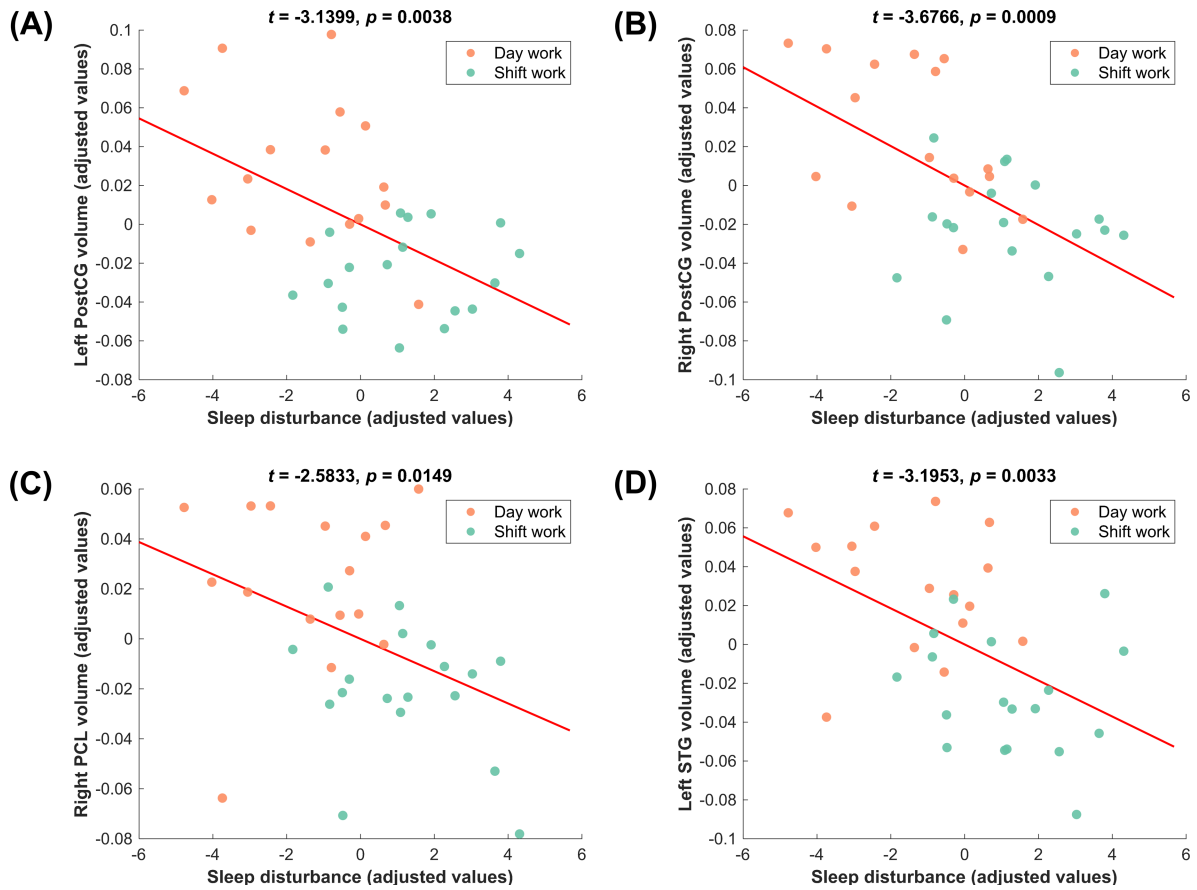 (A)
t = -3.1399, p = 0.0038
Left PostCG volume (adjusted values)
0.1
0.08
0.06
0.04
0.02
0
-0.02
-0.04
-0.06
-0.08
Day work
Shift work
-6 -4 -2 0 2 4 6
Sleep disturbance (adjusted values)
(B)
t = -3.6766, p = 0.0009
Right PostCG volume (adjusted values)
0.08
0.06
0.04
0.02
0
-0.02
-0.04
-0.06
-0.08
-0.1
Day work
Shift work
-6 -4 -2 0 2 4 6
Sleep disturbance (adjusted values)
(C)
t = -2.5833, p = 0.0149
Right PCL volume (adjusted values)
0.06
0.04
0.02
0
-0.02
-0.04
-0.06
-0.08
Day work
Shift work
-6 -4 -2 0 2 4 6
Sleep disturbance (adjusted values)
(D)
t = -3.1953, p = 0.0033
Left STG volume (adjusted values)
0.08
0.06
0.04
0.02
0
-0.02
-0.04
-0.06
-0.08
-0.1
Day work
Shift work
-6 -4 -2 0 2 4 6
Sleep disturbance (adjusted values)